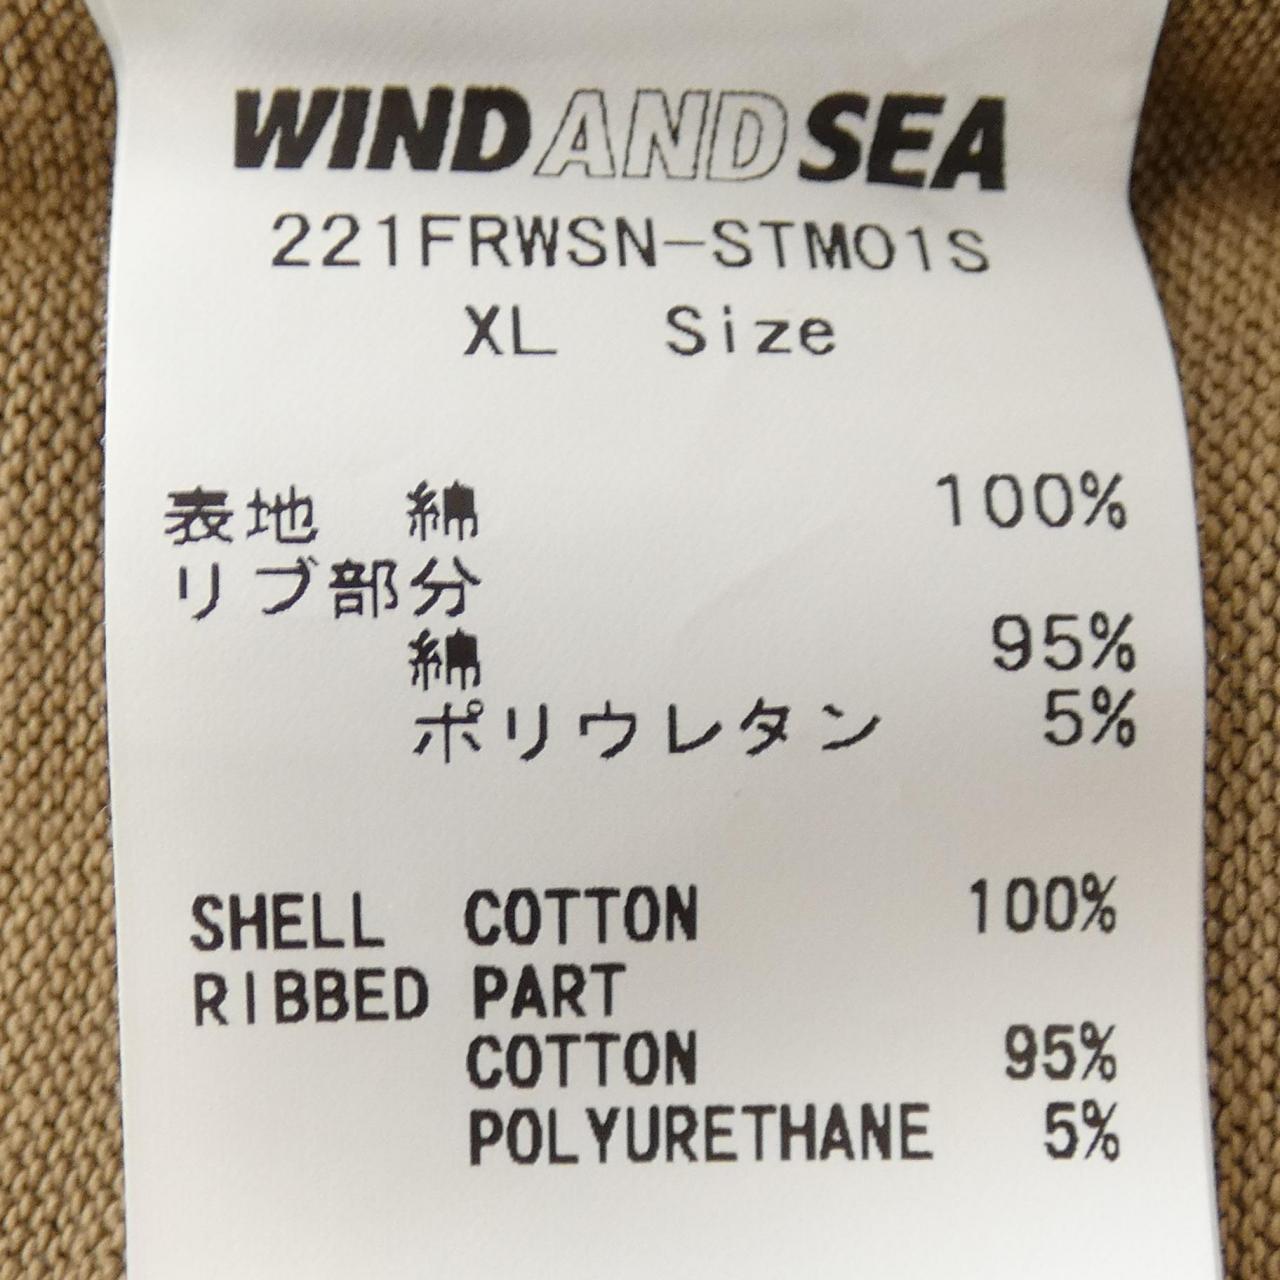 WINDANDSEA
221FRWSN-STM01S
XL Size
表地 綿 100%
リブ部分
綿 95%
ポリウレタン 5%
SHELL COTTON 100%
RIBBED PART
COTTON 95%
POLYURETHANE 5%